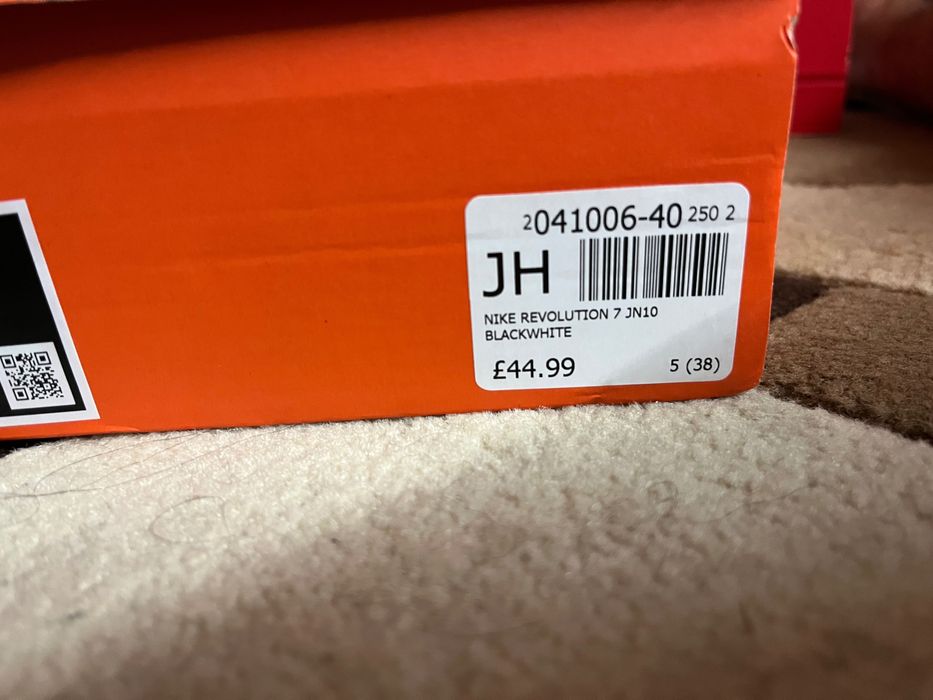 2041006-40 250 2
JH
NIKE REVOLUTION 7 JN10
BLACKWHITE
£44.99 5 (38)